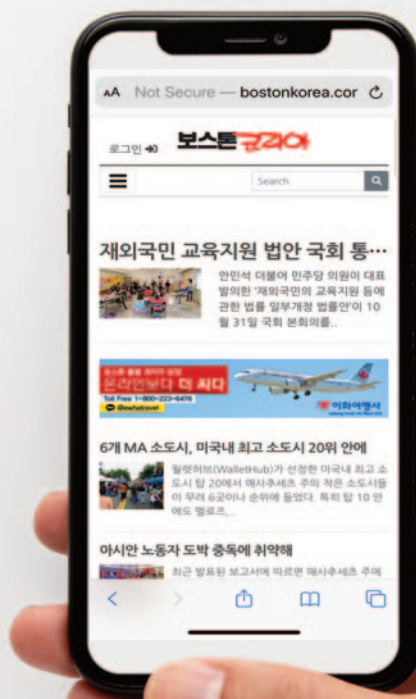 AA Not Secure — bostonkorea.cor
로그인
보스톤코리아
Search
재외국민 교육지원 법안 국회 통…
안민석 더불어 민주당 의원이 대표
발의한 '재외국민의 교육지원 등에
관한 법률 일부개정 법률안'이 10
월 31일 국회 본회의를..
온라인보다 더 싸다
Toll Free 1-800-223-6476
@ewhatravel
이화여행사
6개 MA 소도시, 미국내 최고 소도시 20위 안에
월렛허브(WalletHub)가 선정한 미국내 최고 소
도시 탑 20에서 매사추세츠 주의 작은 소도시들
이 무려 6곳이나 순위에 들었다. 특히 탑 10 안
에도 멜로즈,..
아시안 노동자 도박 중독에 취약해
최근 발표된 보고서에 따르면 매사추세츠 주에